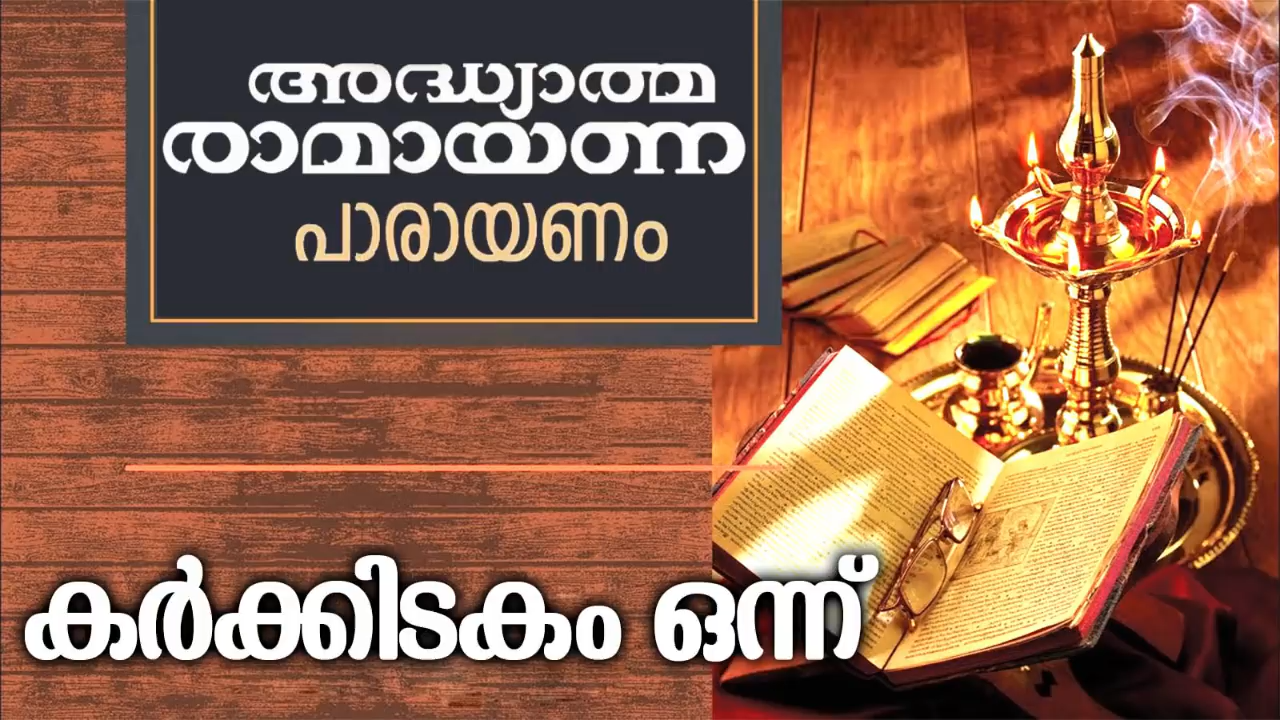 അദ്ധ്യാത്മ
രാമായണ
പാരായണം
കർക്കിടകം ഒന്ന്